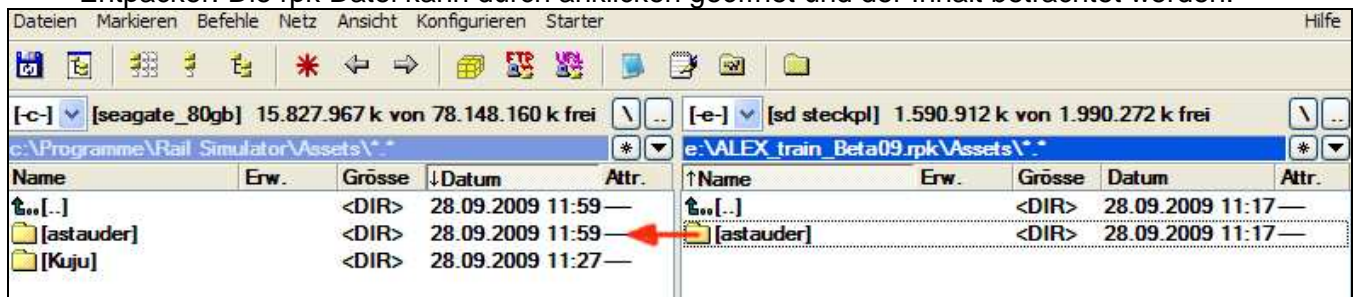 Entpacken. Die rpk-Datei kann durch anklicken geöffnet und der Inhalt betrachtet werden.
Dateien Markieren Befehle Netz Ansicht Konfigurieren Starter Hilfe
FTP URL
[-c-] [seagate_80gb] 15.827.967 k von 78.148.160 k frei \ .. [-e-] [sd steckpl] 1.590.912 k von 1.990.272 k frei \ ..
c:\Programme\Rail Simulator\Assets\*.* * e:\ALEX_train_Beta09.rpk\Assets\*.* *
Name Erw. Grösse ↓Datum Attr. ↑Name Erw. Grösse Datum Attr.
[..] <DIR> 28.09.2009 11:59 — [..] <DIR> 28.09.2009 11:17 —
[astauder] <DIR> 28.09.2009 11:59 — [astauder] <DIR> 28.09.2009 11:17 —
[Kuju] <DIR> 28.09.2009 11:27 —